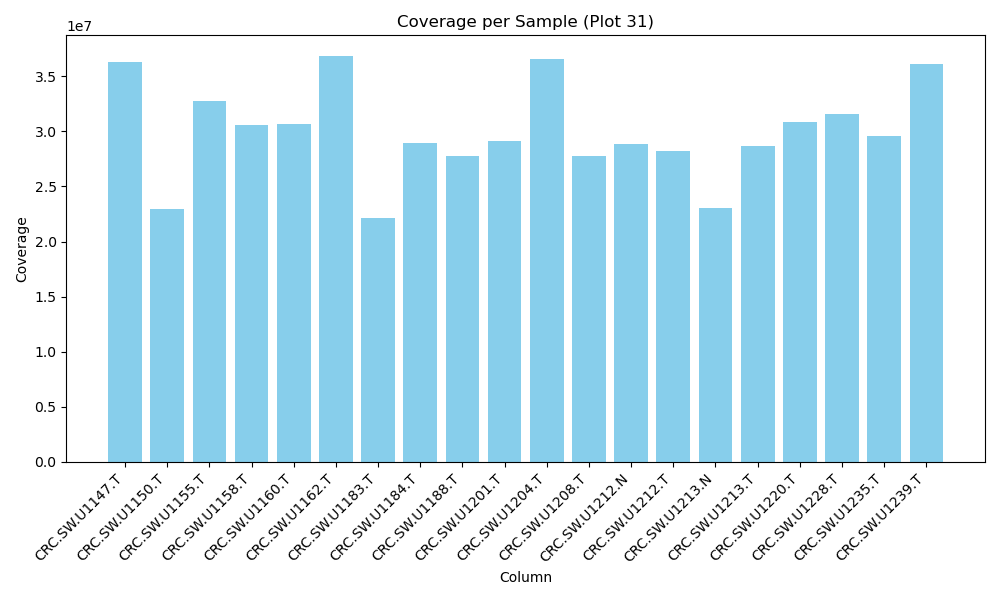 Coverage per Sample (Plot 31)
1e7
3.5
3.0
2.5
2.0
1.5
1.0
0.5
0.0
Coverage
CRC.SW.U1147.T
CRC.SW.U1150.T
CRC.SW.U1155.T
CRC.SW.U1158.T
CRC.SW.U1160.T
CRC.SW.U1162.T
CRC.SW.U1183.T
CRC.SW.U1184.T
CRC.SW.U1188.T
CRC.SW.U1201.T
CRC.SW.U1204.T
CRC.SW.U1208.T
CRC.SW.U1212.N
CRC.SW.U1212.T
CRC.SW.U1213.N
CRC.SW.U1213.T
CRC.SW.U1220.T
CRC.SW.U1228.T
CRC.SW.U1235.T
CRC.SW.U1239.T
Column